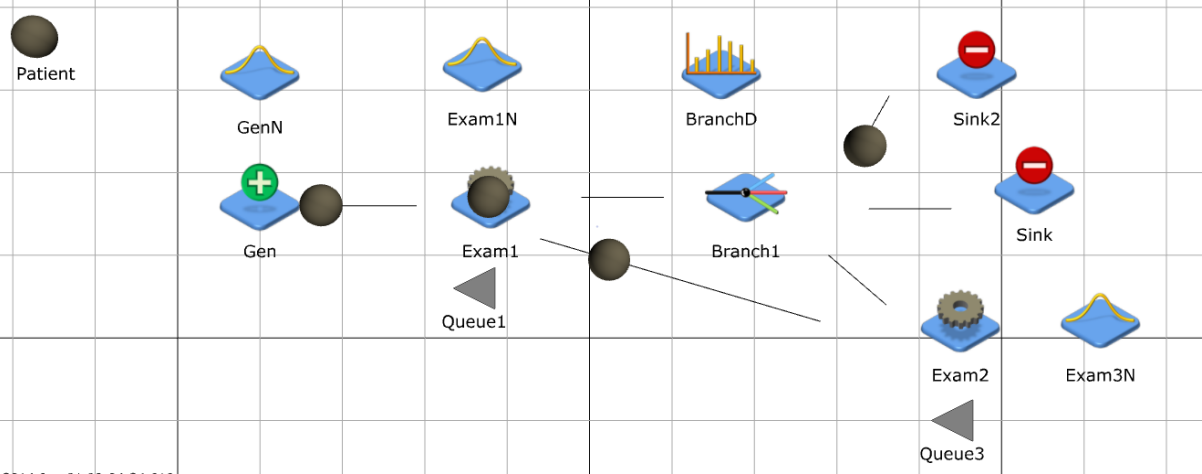 Patient
GenN
Exam1N
BranchD
Sink2
Gen
Exam1
Branch1
Sink
Queue1
Exam2
Exam3N
Queue3